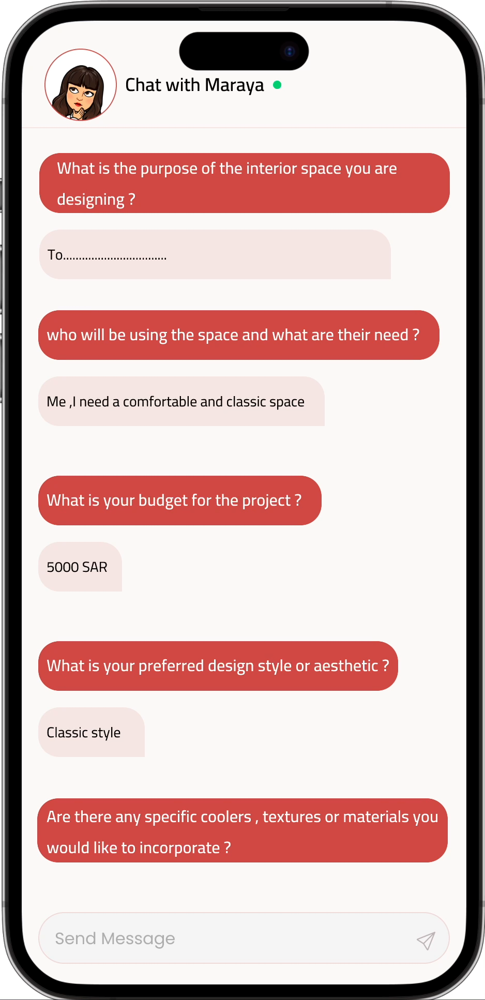 Chat with Maraya
What is the purpose of the interior space you are
designing ?
To.................................
who will be using the space and what are their need ?
Me ,I need a comfortable and classic space
What is your budget for the project ?
5000 SAR
What is your preferred design style or aesthetic ?
Classic style
Are there any specific coolers , textures or materials you
would like to incorporate ?
Send Message